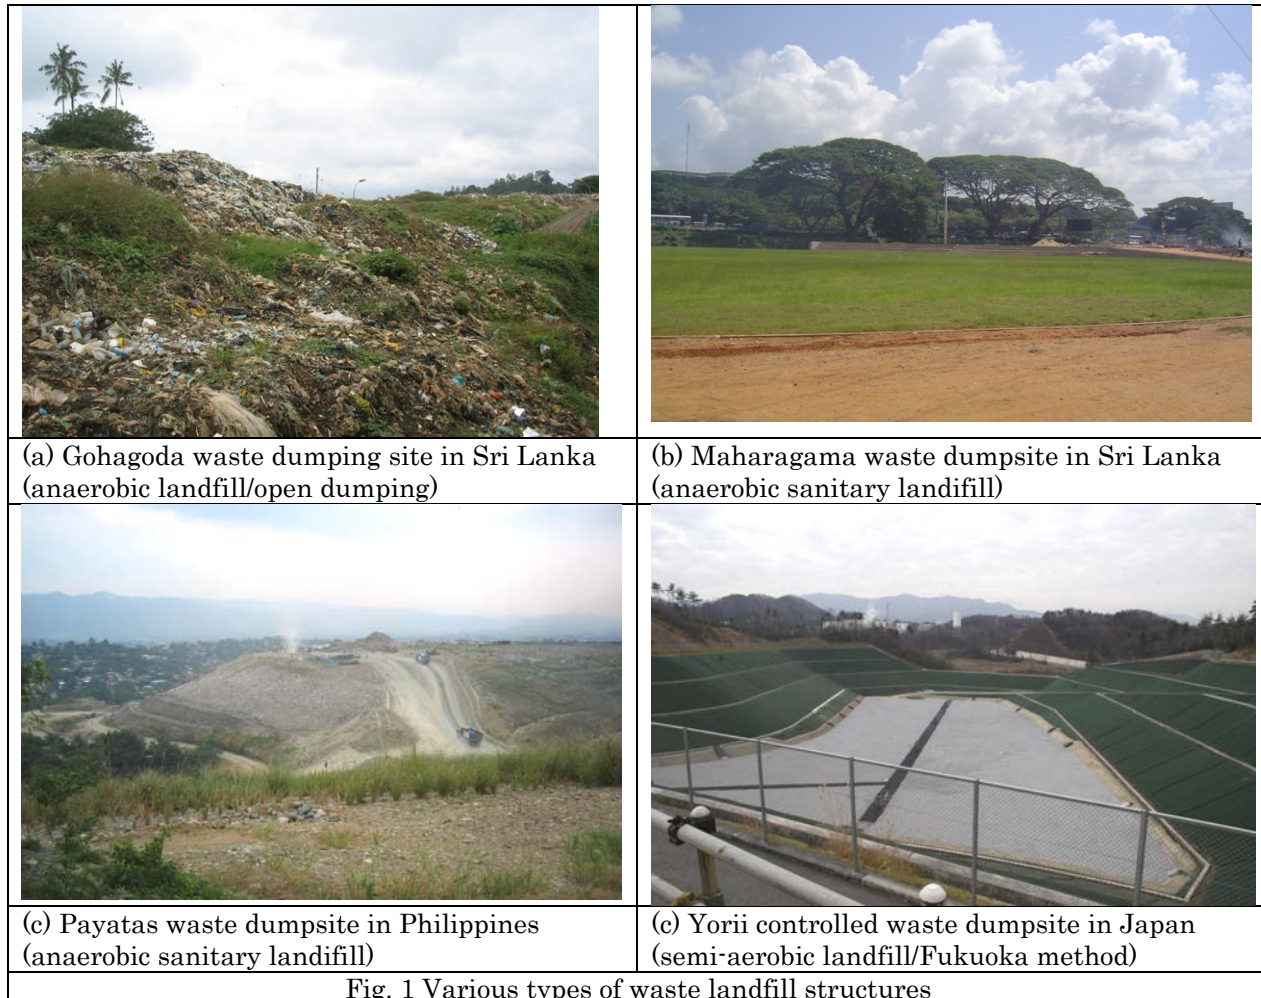 (a) Gohagoda waste dumping site in Sri Lanka
(anaerobic landfill/open dumping)
(b) Maharagama waste dumpsite in Sri Lanka
(anaerobic sanitary landifill)
(c) Payatas waste dumpsite in Philippines
(anaerobic sanitary landifill)
(c) Yorii controlled waste dumpsite in Japan
(semi-aerobic landfill/Fukuoka method)
Fig. 1 Various types of waste landfill structures